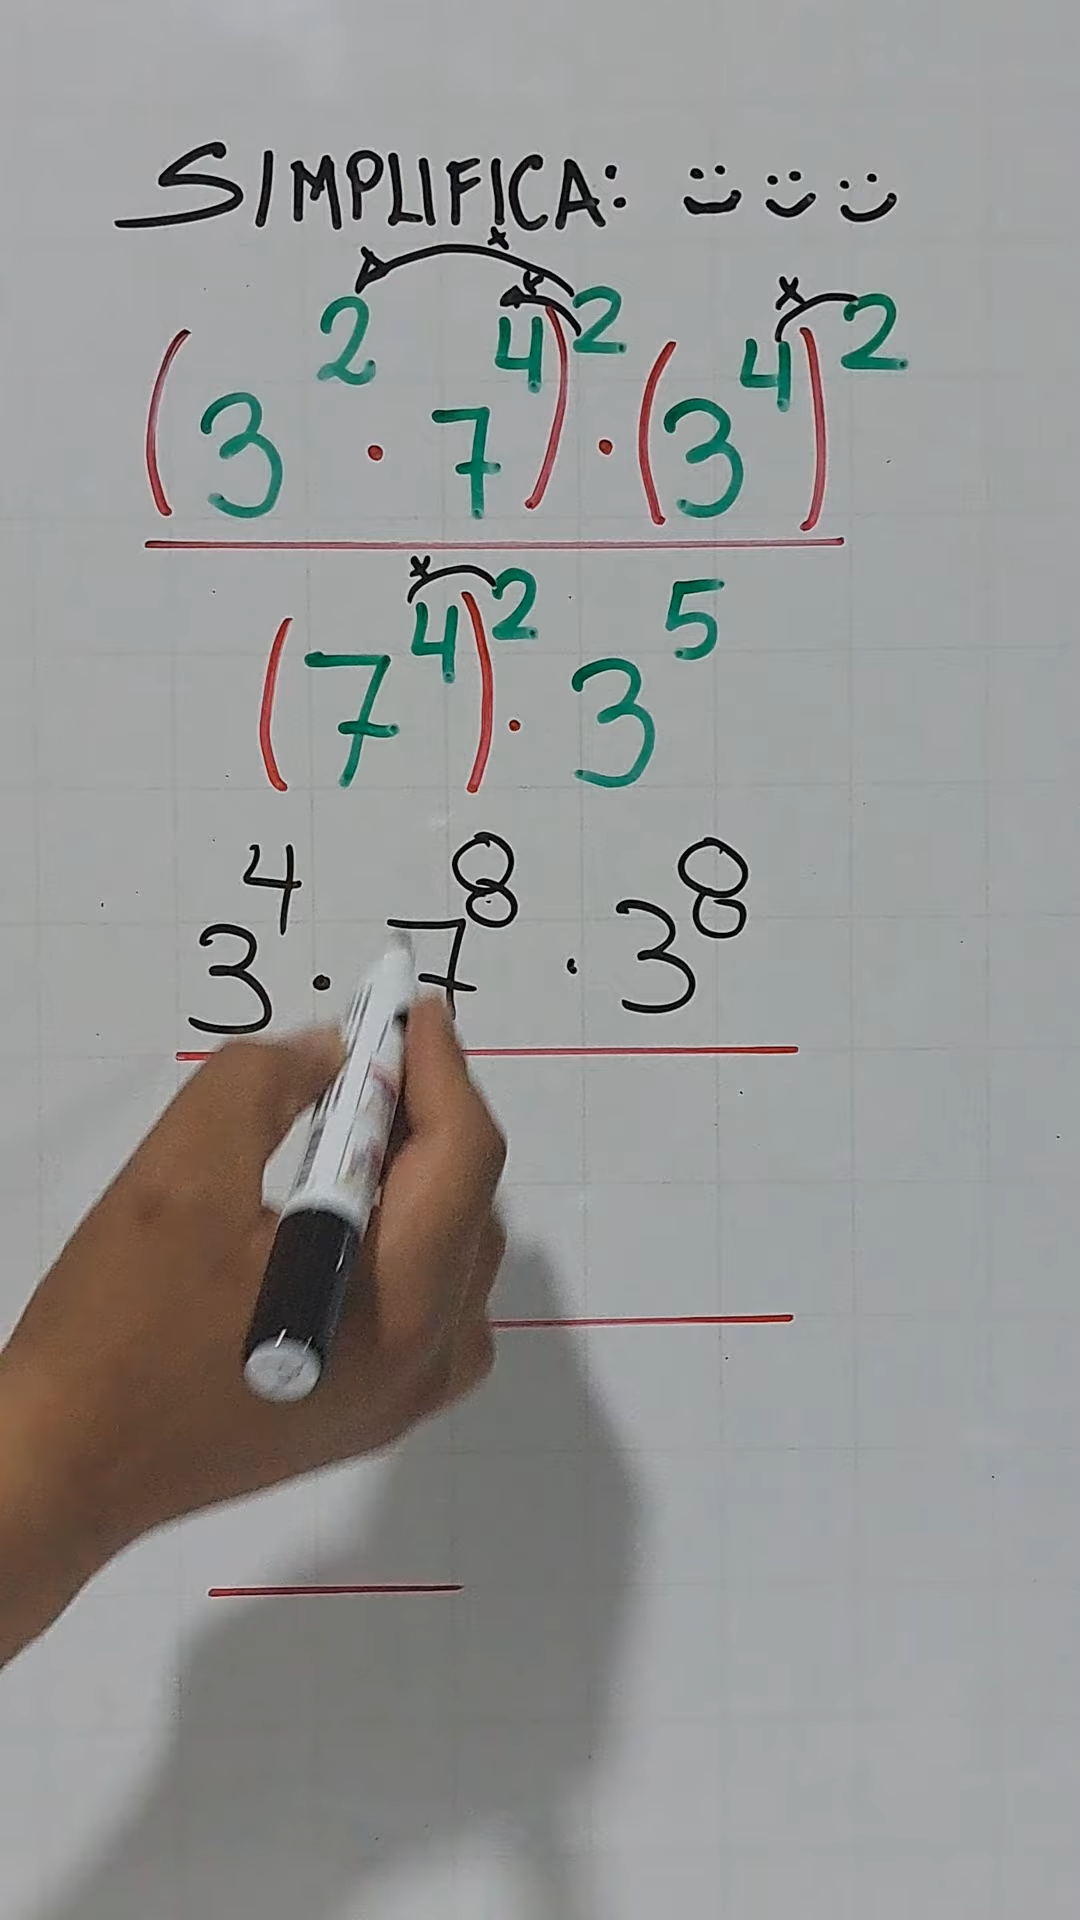 SIMPLIFICA:
(3² · 7⁴)² · (3⁴)²
(7⁴)² · 3⁵
3⁴ · 7⁸ · 3⁸